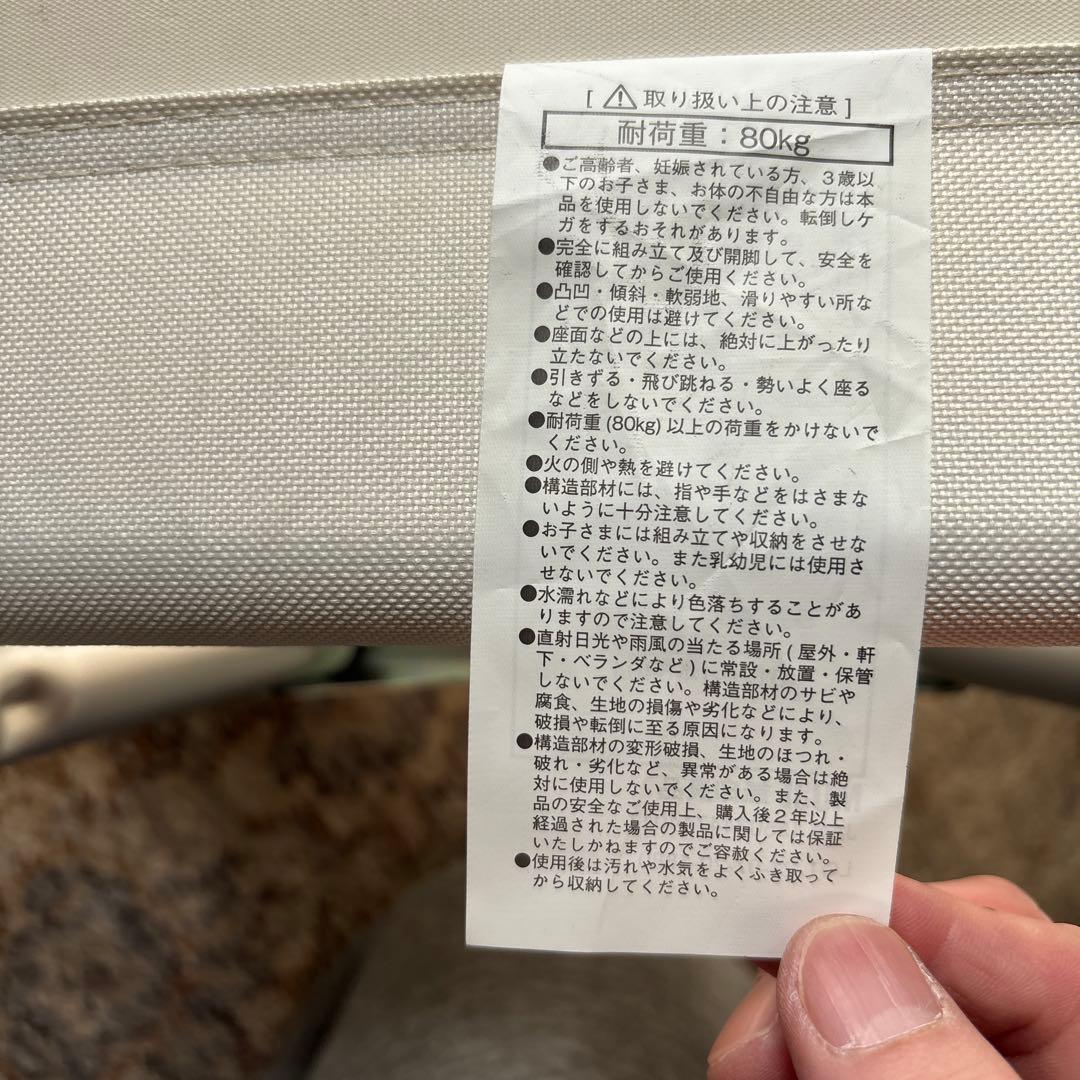 [ ⚠ 取り扱い上の注意 ]
耐荷重：80kg
●ご高齢者、妊娠されている方、3歳以
下のお子さま、お体の不自由な方は本
品を使用しないでください。転倒しケ
ガをするおそれがあります。
●完全に組み立て及び開脚して、安全を
確認してからご使用ください。
●凸凹・傾斜・軟弱地、滑りやすい所な
どでの使用は避けてください。
●座面などの上には、絶対に上がったり
立たないでください。
●引きずる・飛び跳ねる・勢いよく座る
などをしないでください。
●耐荷重(80kg)以上の荷重をかけないで
ください。
●火の側や熱を避けてください。
●構造部材には、指や手などをはさまな
いように十分注意してください。
●お子さまには組み立てや収納をさせな
いでください。また乳幼児には使用さ
せないでください。
●水濡れなどにより色落ちすることがあ
りますので注意してください。
●直射日光や雨風の当たる場所(屋外・軒
下・ベランダなど)に常設・放置・保管
しないでください。構造部材のサビや
腐食、生地の損傷や劣化などにより、
破損や転倒に至る原因になります。
●構造部材の変形破損、生地のほつれ・
破れ・劣化など、異常がある場合は絶
対に使用しないでください。また、製
品の安全なご使用上、購入後2年以上
経過された場合の製品に関しては保証
いたしかねますのでご容赦ください。
●使用後は汚れや水気をよくふき取って
から収納してください。